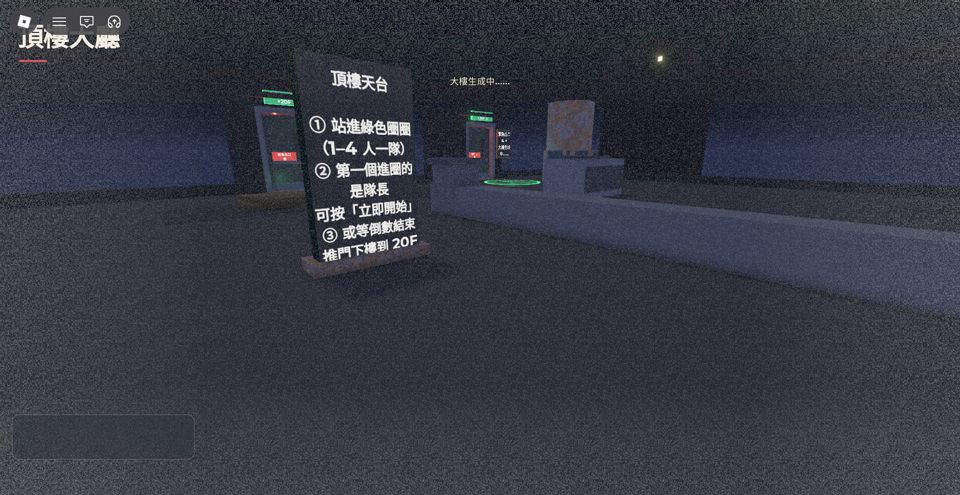 頂樓大廳
頂樓天台
① 站進綠色圈圈
(1–4 人一隊)
② 第一個進圈的
是隊長
可按「立即開始」
③ 或等倒數結束
推門下樓到 20F
大樓生成中......